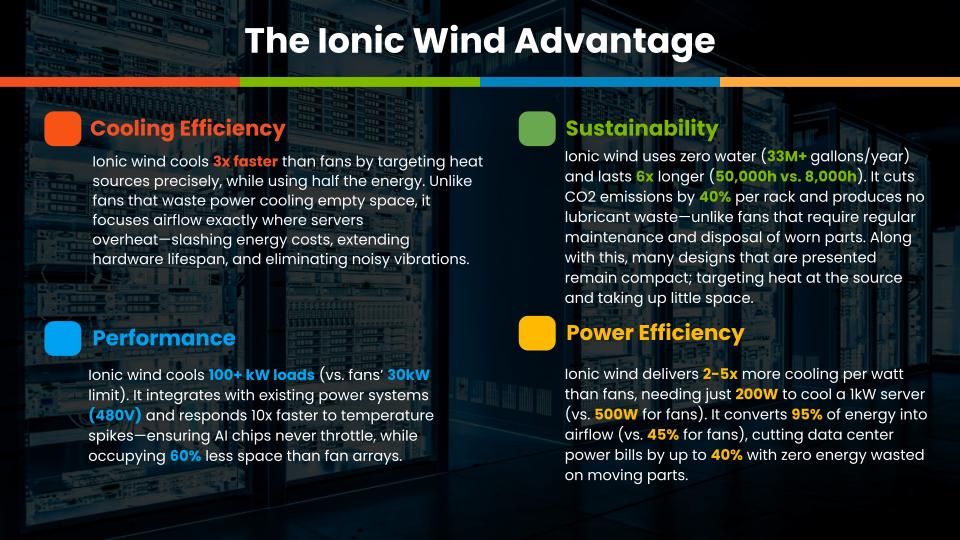 The Ionic Wind Advantage
Cooling Efficiency
Ionic wind cools 3x faster than fans by targeting heat
sources precisely, while using half the energy. Unlike
fans that waste power cooling empty space, it
focuses airflow exactly where servers
overheat—slashing energy costs, extending
hardware lifespan, and eliminating noisy vibrations.
Sustainability
Ionic wind uses zero water (33M+ gallons/year)
and lasts 6x longer (50,000h vs. 8,000h). It cuts
CO2 emissions by 40% per rack and produces no
lubricant waste—unlike fans that require regular
maintenance and disposal of worn parts. Along
with this, many designs that are presented
remain compact; targeting heat at the source
and taking up little space.
Performance
Ionic wind cools 100+ kW loads (vs. fans’ 30kW
limit). It integrates with existing power systems
(480V) and responds 10x faster to temperature
spikes—ensuring AI chips never throttle, while
occupying 60% less space than fan arrays.
Power Efficiency
Ionic wind delivers 2-5x more cooling per watt
than fans, needing just 200W to cool a 1kW server
(vs. 500W for fans). It converts 95% of energy into
airflow (vs. 45% for fans), cutting data center
power bills by up to 40% with zero energy wasted
on moving parts.